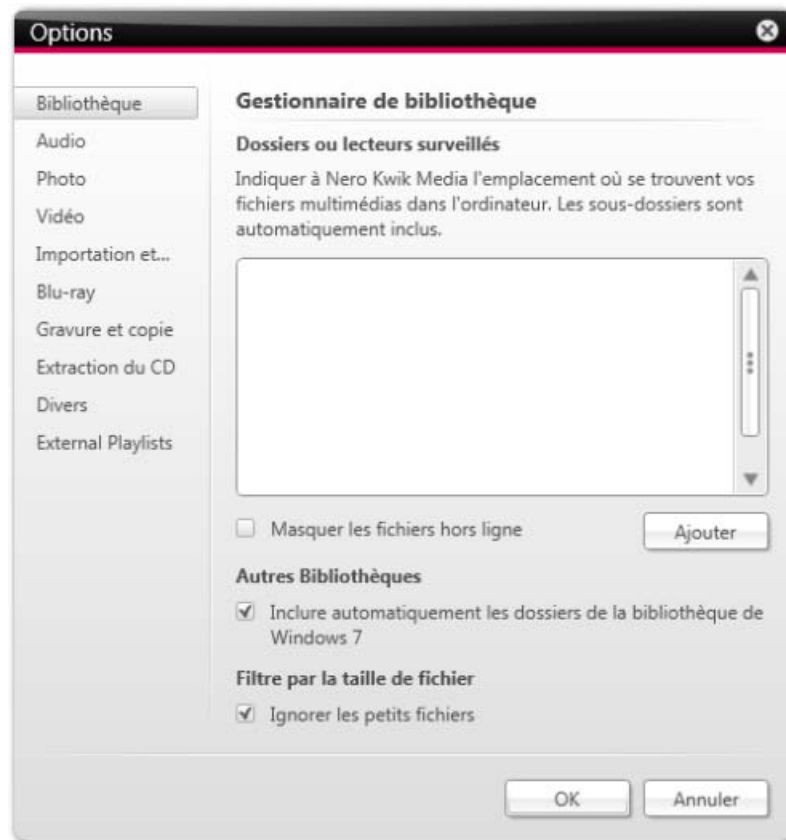 Options
Bibliothèque
Audio
Photo
Vidéo
Importation et...
Blu-ray
Gravure et copie
Extraction du CD
Divers
External Playlists
Gestionnaire de bibliothèque
Dossiers ou lecteurs surveillés
Indiquer à Nero Kwik Media l'emplacement où se trouvent vos
fichiers multimédias dans l'ordinateur. Les sous-dossiers sont
automatiquement inclus.
Masquer les fichiers hors ligne
Ajouter
Autres Bibliothèques
Inclure automatiquement les dossiers de la bibliothèque de
Windows 7
Filtre par la taille de fichier
Ignorer les petits fichiers
OK
Annuler